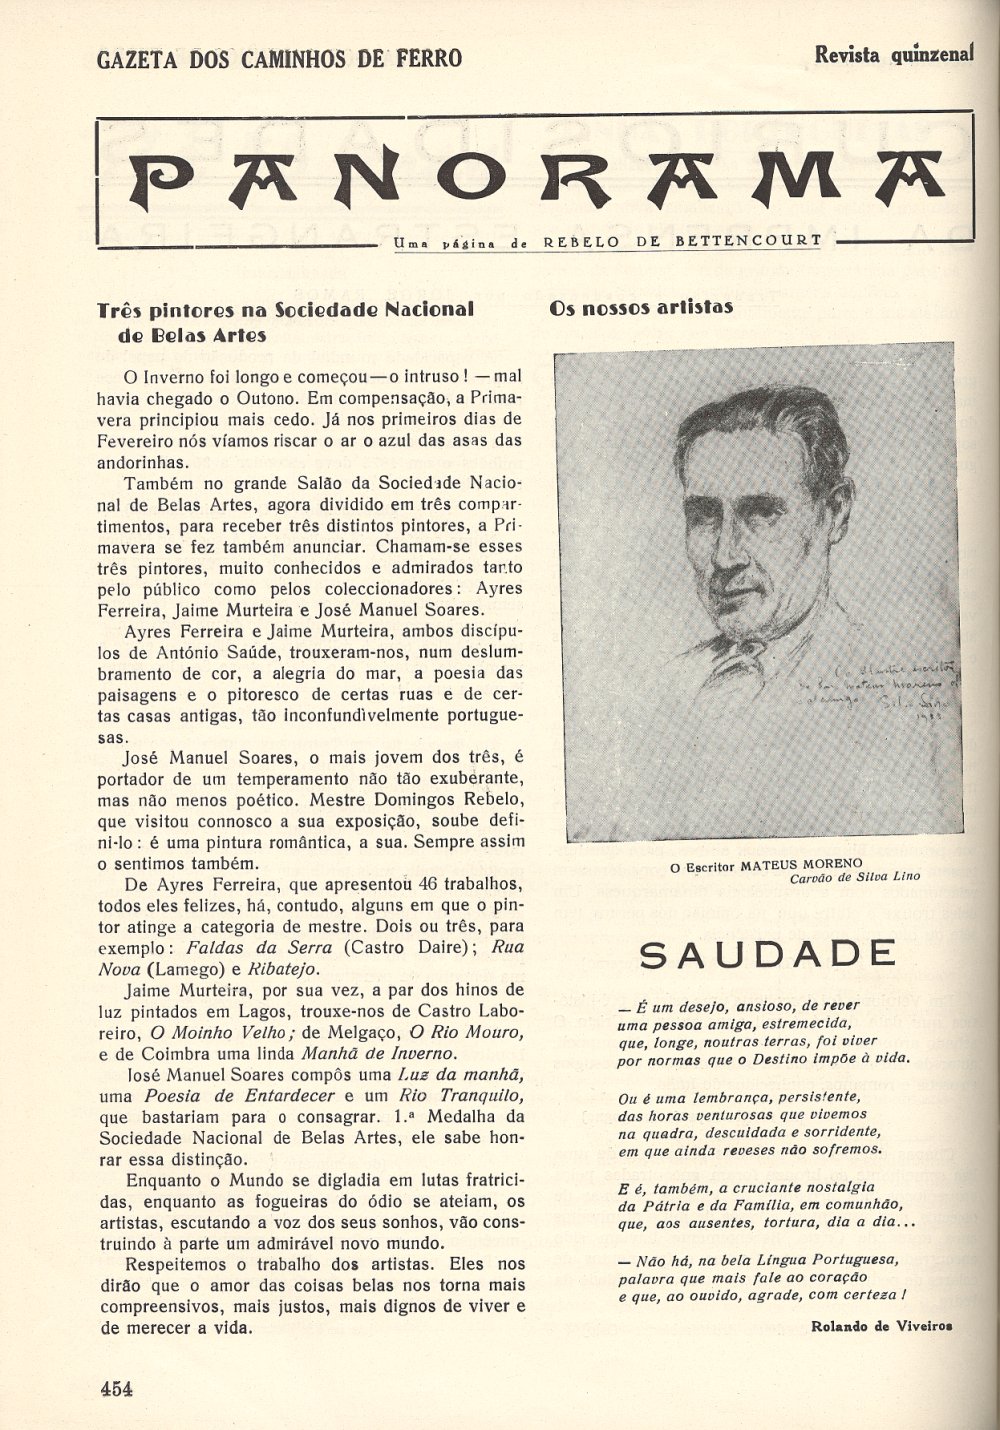 GAZETA DOS CAMINHOS DE FERRO
Revista quinzenal
PANORAMA
Uma página de REBELO DE BETTENCOURT
Três pintores na Sociedade Nacional
de Belas Artes
O Inverno foi longo e começou—o intruso! — mal
havia chegado o Outono. Em compensação, a Prima-
vera principiou mais cedo. Já nos primeiros dias de
Fevereiro nós víamos riscar o ar o azul das asas das
andorinhas.
Também no grande Salão da Sociedade Nacio-
nal de Belas Artes, agora dividido em três compar-
timentos, para receber três distintos pintores, a Pri-
mavera se fez também anunciar. Chamam-se esses
três pintores, muito conhecidos e admirados tanto
pelo público como pelos coleccionadores: Ayres
Ferreira, Jaime Murteira e José Manuel Soares.
Ayres Ferreira e Jaime Murteira, ambos discípu-
los de António Saúde, trouxeram-nos, num deslum-
bramento de cor, a alegria do mar, a poesia das
paisagens e o pitoresco de certas ruas e de cer-
tas casas antigas, tão inconfundìvelmente portugue-
sas.
José Manuel Soares, o mais jovem dos três, é
portador de um temperamento não tão exuberante,
mas não menos poético. Mestre Domingos Rebelo,
que visitou connosco a sua exposição, soube defi-
ni-lo: é uma pintura romântica, a sua. Sempre assim
o sentimos também.
De Ayres Ferreira, que apresentou 46 trabalhos,
todos eles felizes, há, contudo, alguns em que o pin-
tor atinge a categoria de mestre. Dois ou três, para
exemplo: Faldas da Serra (Castro Daire); Rua
Nova (Lamego) e Ribatejo.
Jaime Murteira, por sua vez, a par dos hinos de
luz pintados em Lagos, trouxe-nos de Castro Labo-
reiro, O Moinho Velho; de Melgaço, O Rio Mouro,
e de Coimbra uma linda Manhã de Inverno.
José Manuel Soares compôs uma Luz da manhã,
uma Poesia de Entardecer e um Rio Tranquilo,
que bastariam para o consagrar. 1.ª Medalha da
Sociedade Nacional de Belas Artes, ele sabe hon-
rar essa distinção.
Enquanto o Mundo se digladia em lutas fratrici-
das, enquanto as fogueiras do ódio se ateiam, os
artistas, escutando a voz dos seus sonhos, vão cons-
truindo à parte um admirável novo mundo.
Respeitemos o trabalho dos artistas. Eles nos
dirão que o amor das coisas belas nos torna mais
compreensivos, mais justos, mais dignos de viver e
de merecer a vida.
454
Os nossos artistas
O Escritor MATEUS MORENO
Carvão de Silva Lino
SAUDADE
— É um desejo, ansioso, de rever
uma pessoa amiga, estremecida,
que, longe, noutras terras, foi viver
por normas que o Destino impõe à vida.
Ou é uma lembrança, persistente,
das horas venturosas que vivemos
na quadra, descuidada e sorridente,
em que ainda reveses não sofremos.
E é, também, a cruciante nostalgia
da Pátria e da Família, em comunhão,
que, aos ausentes, tortura, dia a dia...
— Não há, na bela Língua Portuguesa,
palavra que mais fale ao coração
e que, ao ouvido, agrade, com certeza!
Rolando de Viveiros